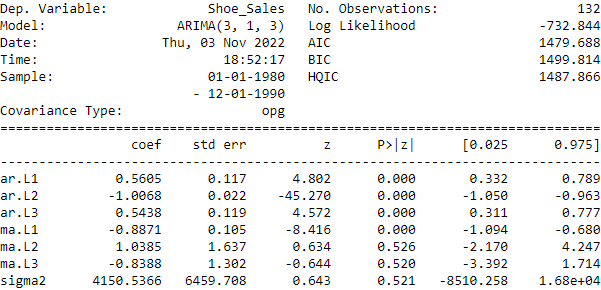 Dep. Variable: Shoe_Sales No. Observations: 132
Model: ARIMA(3, 1, 3) Log Likelihood -732.844
Date: Thu, 03 Nov 2022 AIC 1479.688
Time: 18:52:17 BIC 1499.814
Sample: 01-01-1980 HQIC 1487.866
- 12-01-1990
Covariance Type: opg
==============================================================================
coef std err z P>|z| [0.025 0.975]
------------------------------------------------------------------------------
ar.L1 0.5605 0.117 4.802 0.000 0.332 0.789
ar.L2 -1.0068 0.022 -45.270 0.000 -1.050 -0.963
ar.L3 0.5438 0.119 4.572 0.000 0.311 0.777
ma.L1 -0.8871 0.105 -8.416 0.000 -1.094 -0.680
ma.L2 1.0385 1.637 0.634 0.526 -2.170 4.247
ma.L3 -0.8388 1.302 -0.644 0.520 -3.392 1.714
sigma2 4150.5366 6459.708 0.643 0.521 -8510.258 1.68e+04